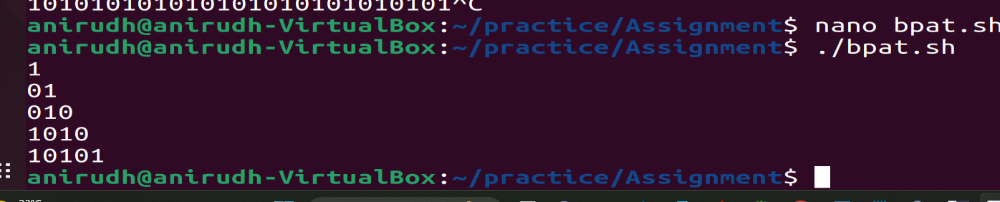 101010101010101010101010101^C
anirudh@anirudh-VirtualBox:~/practice/Assignment$ nano bpat.sh
anirudh@anirudh-VirtualBox:~/practice/Assignment$ ./bpat.sh
1
01
010
1010
10101
anirudh@anirudh-VirtualBox:~/practice/Assignment$